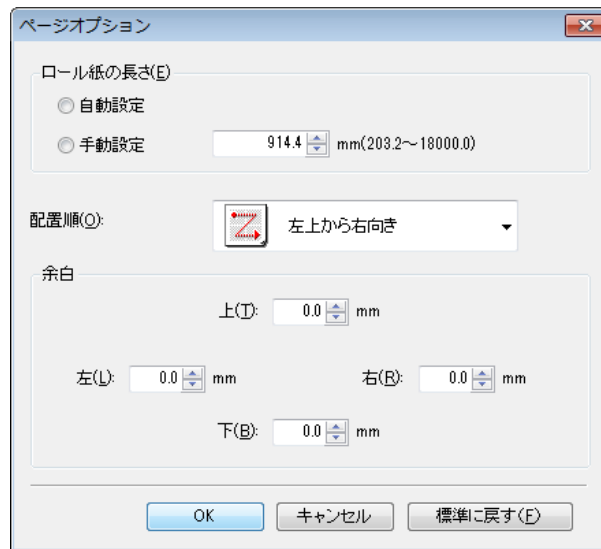 ページオプション
ロール紙の長さ(E)
自動設定
手動設定 914.4 mm(203.2～18000.0)
配置順(O): 左上から右向き
余白
上(T): 0.0 mm
左(L): 0.0 mm 右(R): 0.0 mm
下(B): 0.0 mm
OK キャンセル 標準に戻す(F)